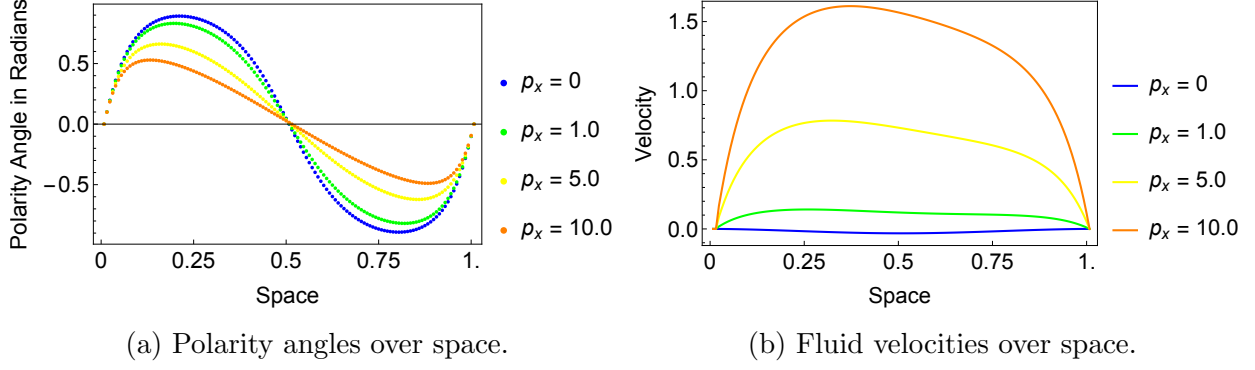 Polarity Angle in Radians
0.5
0.0
-0.5
0
0.25
0.5
0.75
1.
Space
p_x = 0
p_x = 1.0
p_x = 5.0
p_x = 10.0
(a) Polarity angles over space.
Velocity
1.5
1.0
0.5
0.0
0
0.25
0.50
0.75
1.
Space
p_x = 0
p_x = 1.0
p_x = 5.0
p_x = 10.0
(b) Fluid velocities over space.